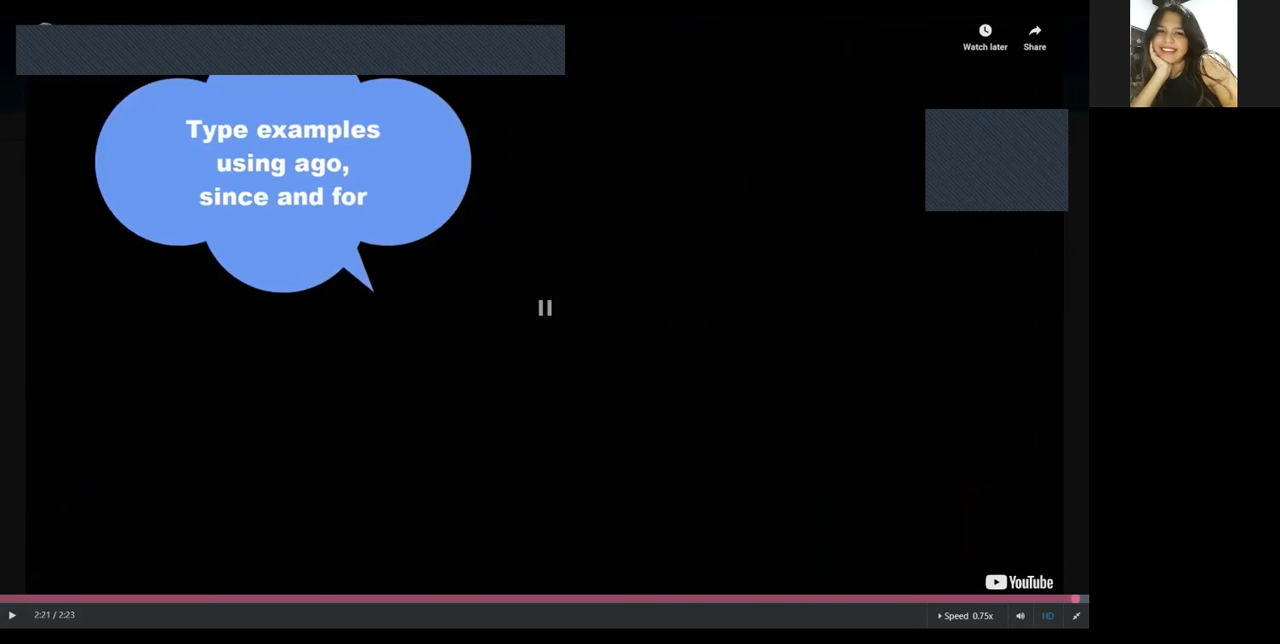 Watch later
Share
Type examples
using ago,
since and for
YouTube
2:21 / 2:23
Speed 0.75x
HD